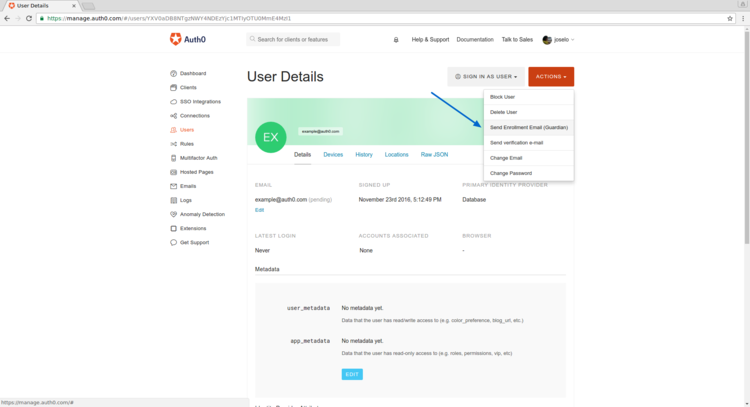 User Details
https://manage.auth0.com/#/users/
Auth0
Search for clients or features
Help & Support
Documentation
Talk to Sales
joselo
Dashboard
Clients
SSO Integrations
Connections
Users
Rules
Multifactor Auth
Hosted Pages
Emails
Logs
Anomaly Detection
Extensions
Get Support
User Details
SIGN IN AS USER
ACTIONS
Block User
Delete User
Send Enrollment Email (Guardian)
Send verification e-mail
Change Email
Change Password
EX
example@auth0.com
Details
Devices
History
Locations
Raw JSON
EMAIL
SIGNED UP
PRIMARY IDENTITY PROVIDER
example@auth0.com (pending)
November 23rd 2016, 5:12:49 PM
Database
Edit
LATEST LOGIN
ACCOUNTS ASSOCIATED
BROWSER
Never
None
-
Metadata
user_metadata
No metadata yet.
Data that the user has read/write access to (e.g. color_preference, blog_url, etc.)
app_metadata
No metadata yet.
Data that the user has read-only access to (e.g. roles, permissions, vip, etc)
EDIT
https://manage.auth0.com/#